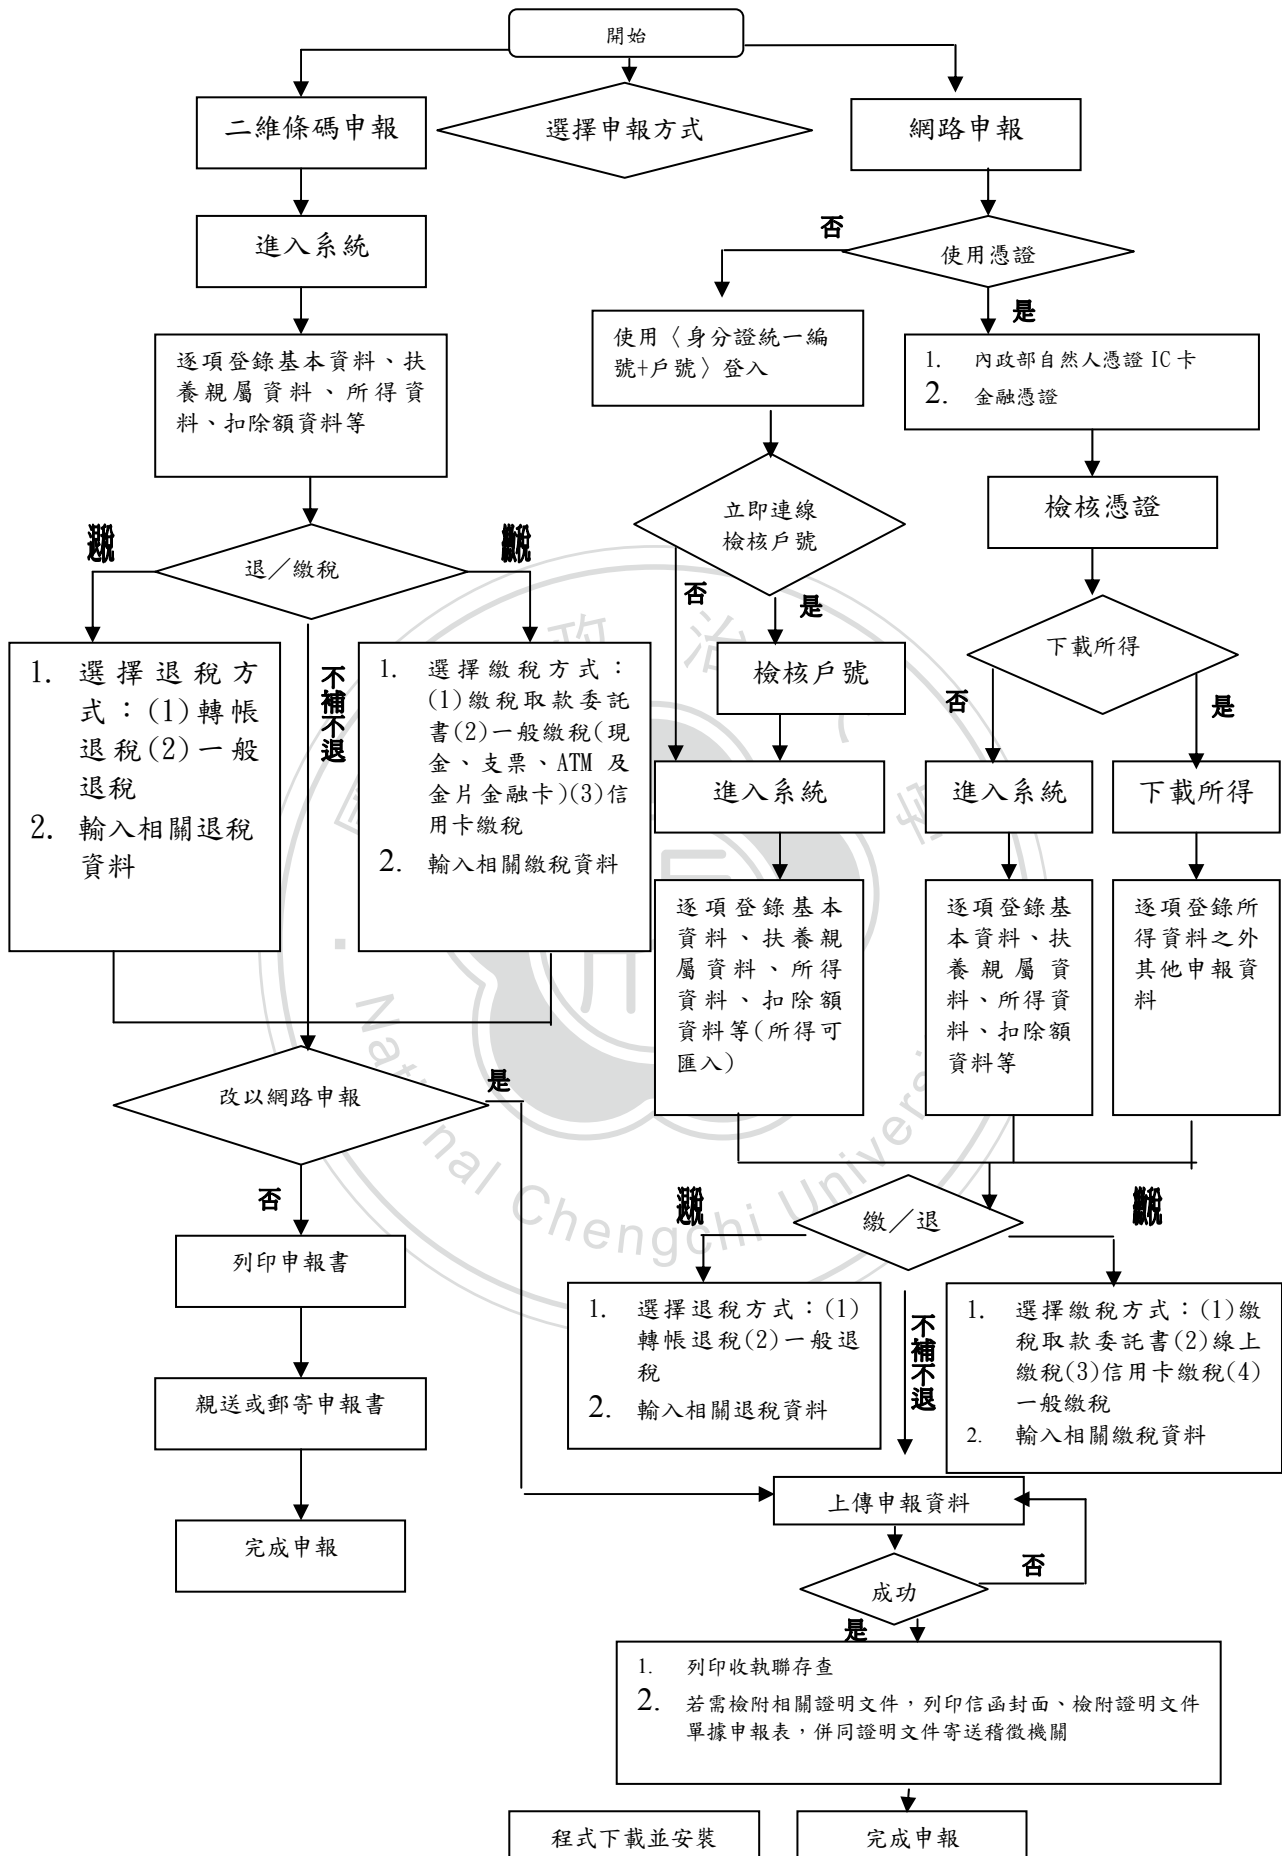 開始
二維條碼申報
選擇申報方式
網路申報
進入系統
否
使用憑證
是
逐項登錄基本資料、扶
養親屬資料、所得資
料、扣除額資料等
使用〈身分證統一編
號+戶號〉登入
1. 內政部自然人憑證 IC 卡
2. 金融憑證
立即連線
檢核戶號
檢核憑證
退稅
退／繳稅
繳稅
否
是
下載所得
1. 選擇退稅方
式：(1)轉帳
退稅(2)一般
退稅
2. 輸入相關退稅
資料
不補不退
1. 選擇繳稅方式：
(1)繳稅取款委託
書(2)一般繳稅(現
金、支票、ATM 及
金片金融卡)(3)信
用卡繳稅
2. 輸入相關繳稅資料
檢核戶號
否
是
進入系統
進入系統
下載所得
逐項登錄基本
資料、扶養親
屬資料、所得
資料、扣除額
資料等(所得可
匯入)
逐項登錄基
本資料、扶
養親屬資
料、所得資
料、扣除額
資料等
逐項登錄所
得資料之外
其他申報資
料
改以網路申報
是
否
退稅
繳／退
繳稅
列印申報書
1. 選擇退稅方式：(1)
轉帳退稅(2)一般退
稅
2. 輸入相關退稅資料
不補不退
1. 選擇繳稅方式：(1)繳
稅取款委託書(2)線上
繳稅(3)信用卡繳稅(4)
一般繳稅
2. 輸入相關繳稅資料
親送或郵寄申報書
上傳申報資料
完成申報
成功
否
是
1. 列印收執聯存查
2. 若需檢附相關證明文件，列印信函封面、檢附證明文件
單據申報表，併同證明文件寄送稽徵機關
程式下載並安裝
完成申報
政治
National Chengchi Universi